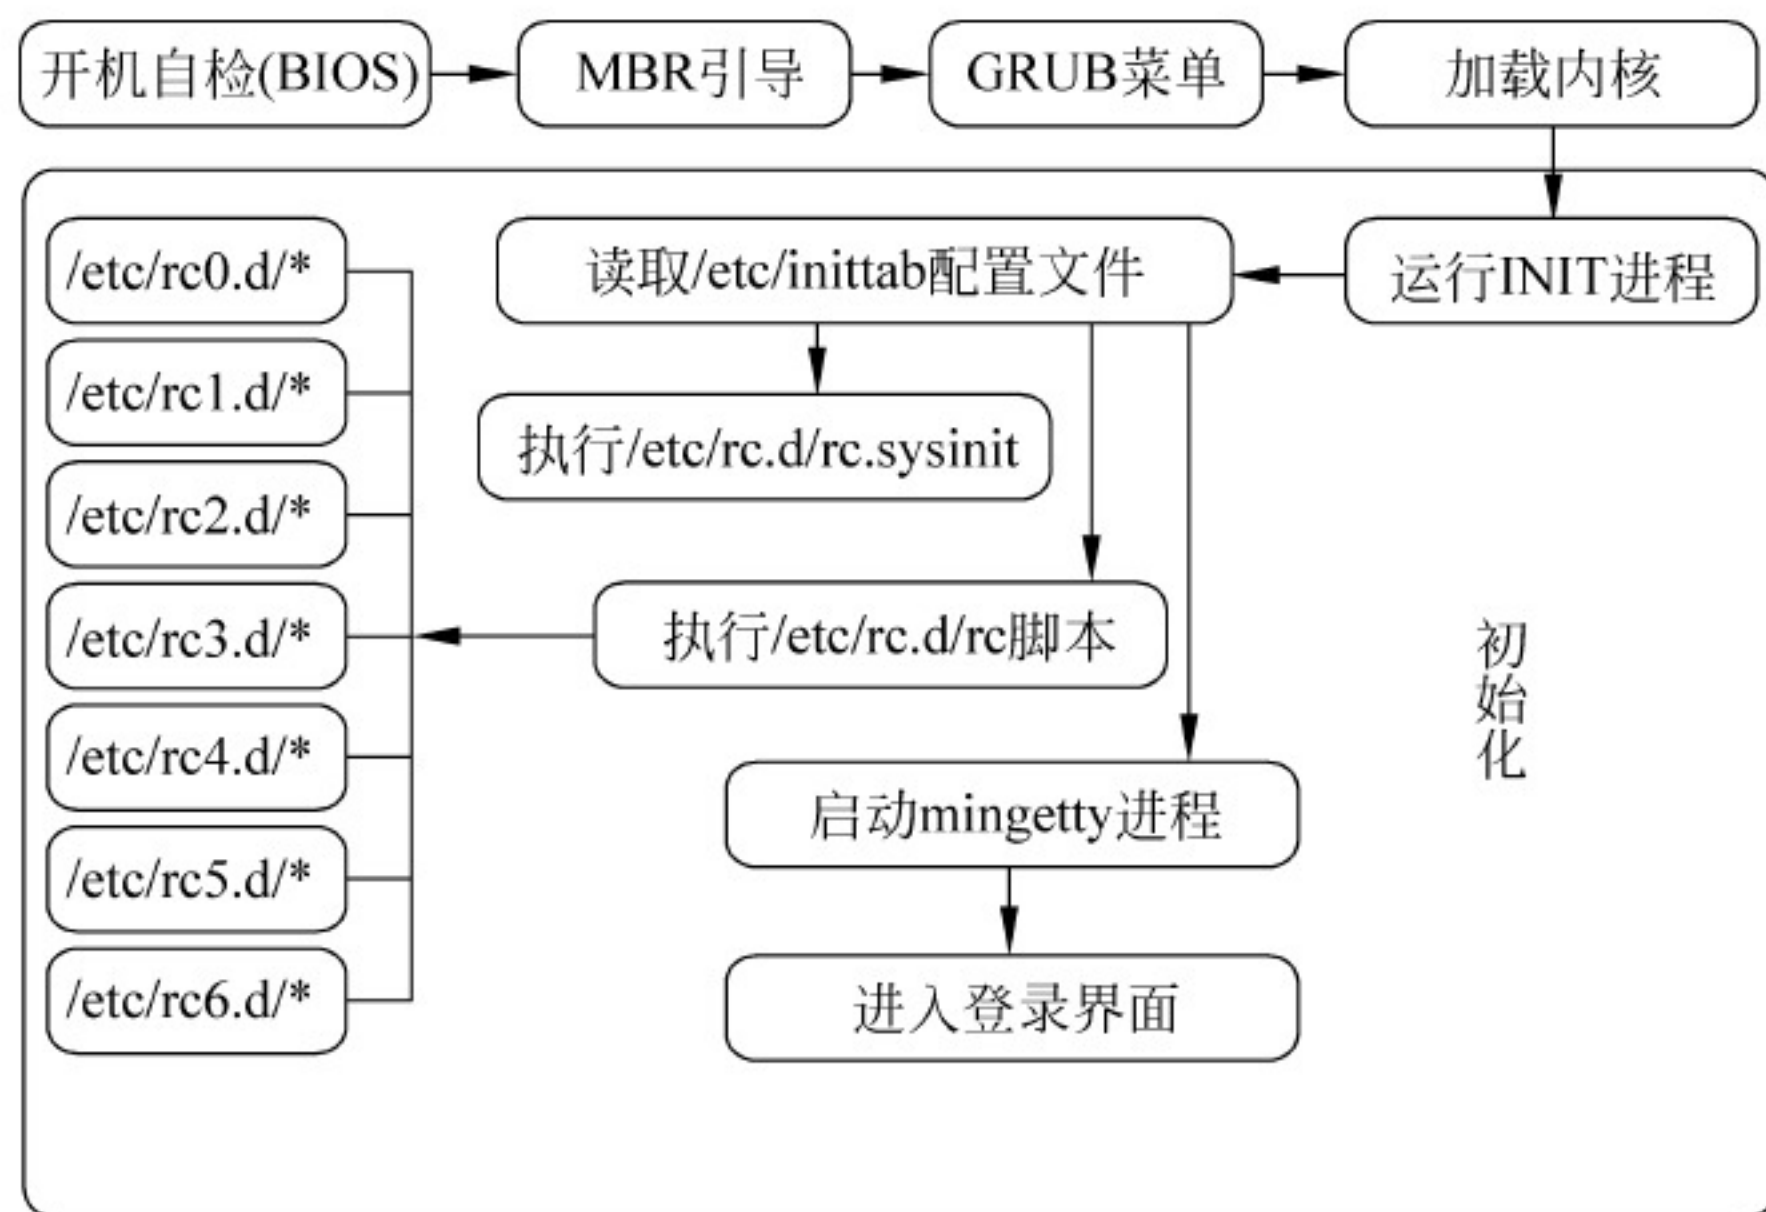 开机自检(BIOS)
MBR引导
GRUB菜单
加载内核
/etc/rc0.d/*
读取/etc/inittab配置文件
运行INIT进程
/etc/rc1.d/*
执行/etc/rc.d/rc.sysinit
/etc/rc2.d/*
/etc/rc3.d/*
执行/etc/rc.d/rc脚本
初始化
/etc/rc4.d/*
启动mingetty进程
/etc/rc5.d/*
/etc/rc6.d/*
进入登录界面